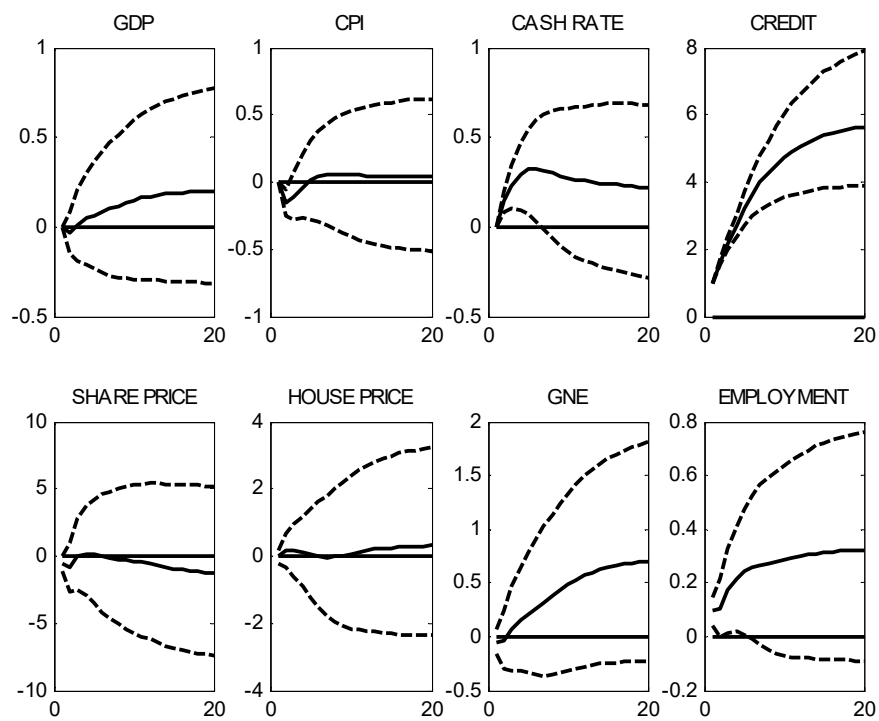 GDP CPI CASH RATE CREDIT
1 1 1 8
0.5 0.5 0.5 6
0 0 4
0 -0.5 0 2
-0.5 -1 -0.5 0
0 20 0 20 0 20 0 20
SHARE PRICE HOUSE PRICE GNE EMPLOYMENT
10 4 2 0.8
5 2 1.5 0.6
0 0 1 0.4
-5 -2 0.5 0.2
0 0
-10 -4 -0.5 -0.2
0 20 0 20 0 20 0 20